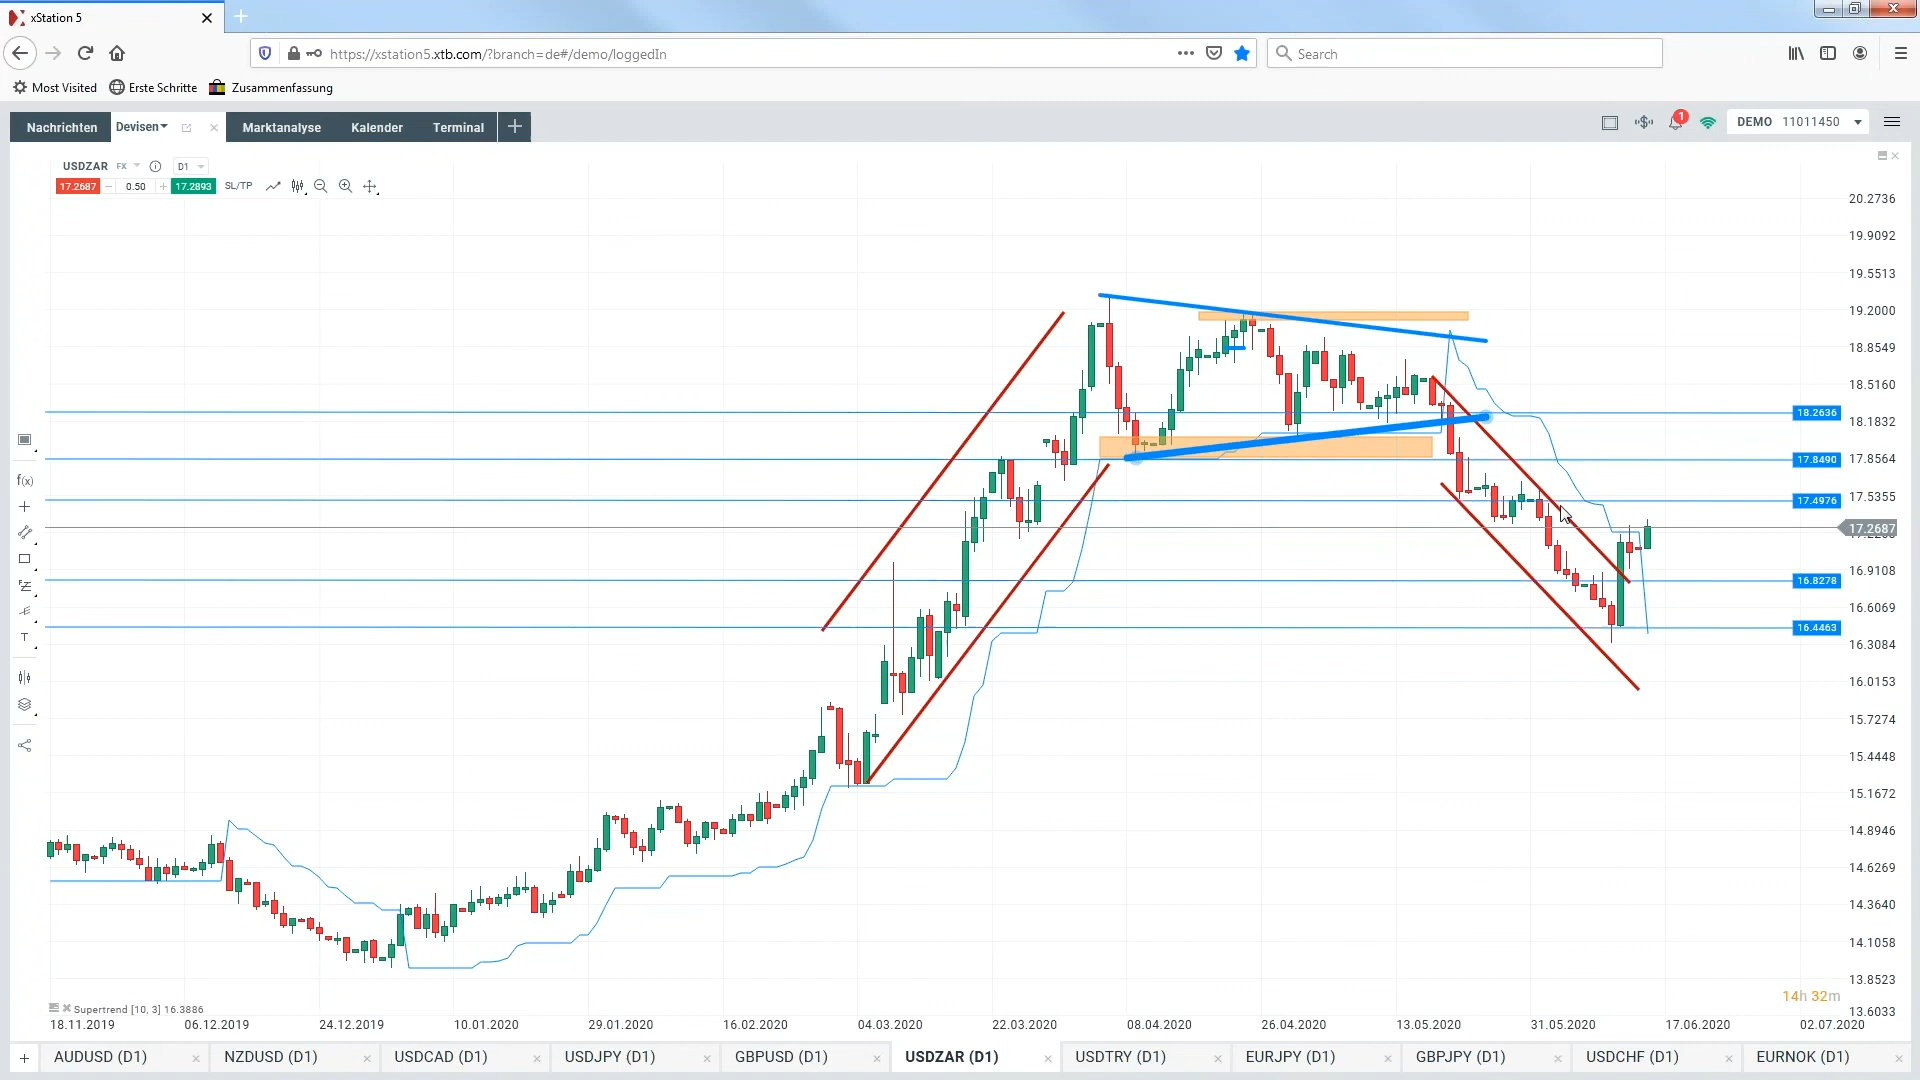 xStation 5
https://xstation5.xtb.com/?branch=de#/demo/loggedIn
Search
Most Visited Erste Schritte Zusammenfassung
Nachrichten Devisen Marktanalyse Kalender Terminal
1 DEMO 11011450
USDZAR FX D1
17.2687 0.50 17.2893 SL/TP
20.2736
19.9092
19.5513
19.2000
18.8549
18.5160
18.2636
18.1832
17.8490 17.8564
17.4976 17.5355
17.2687
16.9108
16.8278
16.6069
16.4463
16.3084
16.0153
15.7274
15.4448
15.1672
14.8946
14.6269
14.3640
14.1058
13.8523
13.6033
f(x)
T
14h 32m
Supertrend [10, 3] 16.3886
18.11.2019 06.12.2019 24.12.2019 10.01.2020 29.01.2020 16.02.2020 04.03.2020 22.03.2020 08.04.2020 26.04.2020 13.05.2020 31.05.2020 17.06.2020 02.07.2020
AUDUSD (D1) NZDUSD (D1) USDCAD (D1) USDJPY (D1) GBPUSD (D1) USDZAR (D1) USDTRY (D1) EURJPY (D1) GBPJPY (D1) USDCHF (D1) EURNOK (D1)